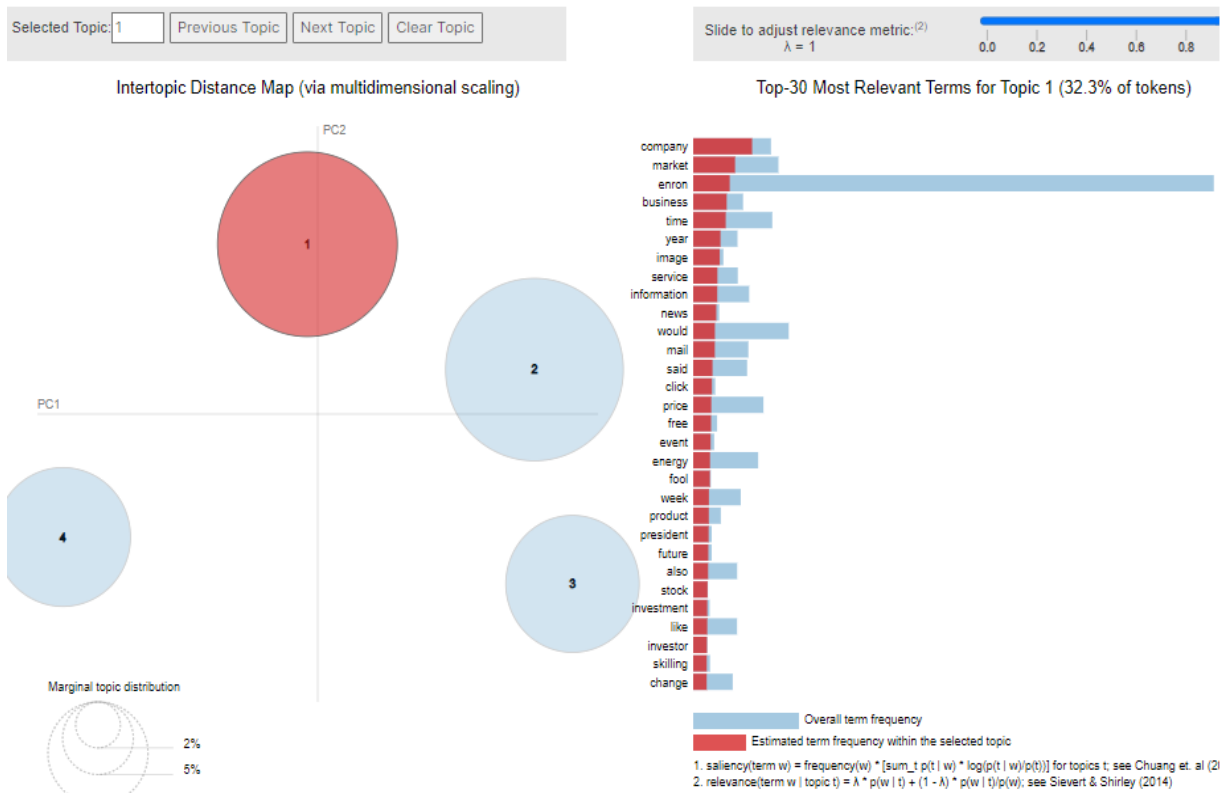 Selected Topic: 1 Previous Topic Next Topic Clear Topic
Slide to adjust relevance metric:(2)
λ = 1
0.0 0.2 0.4 0.6 0.8
Intertopic Distance Map (via multidimensional scaling)
PC2
PC1
1
2
3
4
Marginal topic distribution
2%
5%
Top-30 Most Relevant Terms for Topic 1 (32.3% of tokens)
company
market
enron
business
time
year
image
service
information
news
would
mail
said
click
price
free
event
energy
fool
week
product
president
future
also
stock
investment
like
investor
skilling
change
Overall term frequency
Estimated term frequency within the selected topic
1. saliency(term w) = frequency(w) * [sum_t p(t | w) * log(p(t | w)/p(t))] for topics t; see Chuang et. al (20
2. relevance(term w | topic t) = λ * p(w | t) + (1 - λ) * p(w | t)/p(w); see Sievert & Shirley (2014)